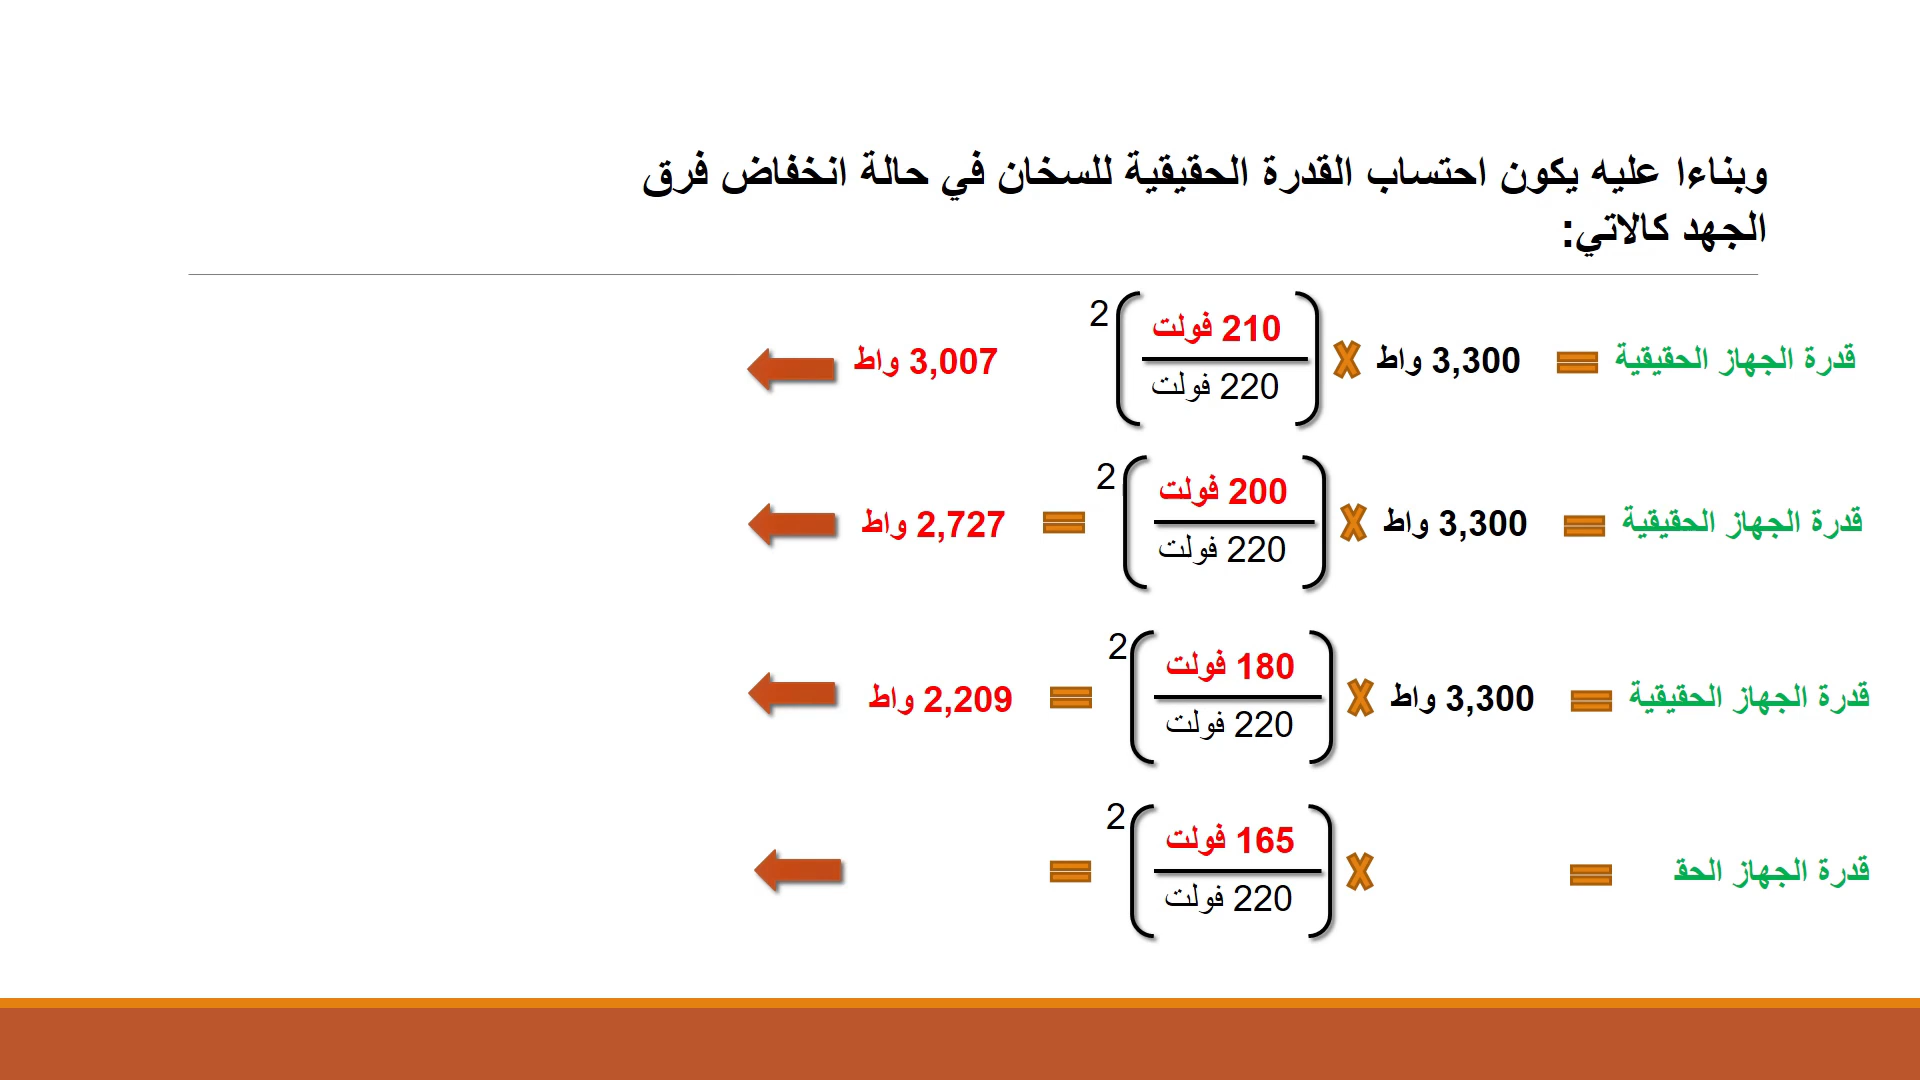 وبناءا عليه يكون احتساب القدرة الحقيقية للسخان في حالة انخفاض فرق
الجهد كالاتي:
قدرة الجهاز الحقيقية = 3,300 واط × (210 فولت / 220 فولت)2 3,007 واط
قدرة الجهاز الحقيقية = 3,300 واط × (200 فولت / 220 فولت)2 = 2,727 واط
قدرة الجهاز الحقيقية = 3,300 واط × (180 فولت / 220 فولت)2 = 2,209 واط
قدرة الجهاز الحق = × (165 فولت / 220 فولت)2 =